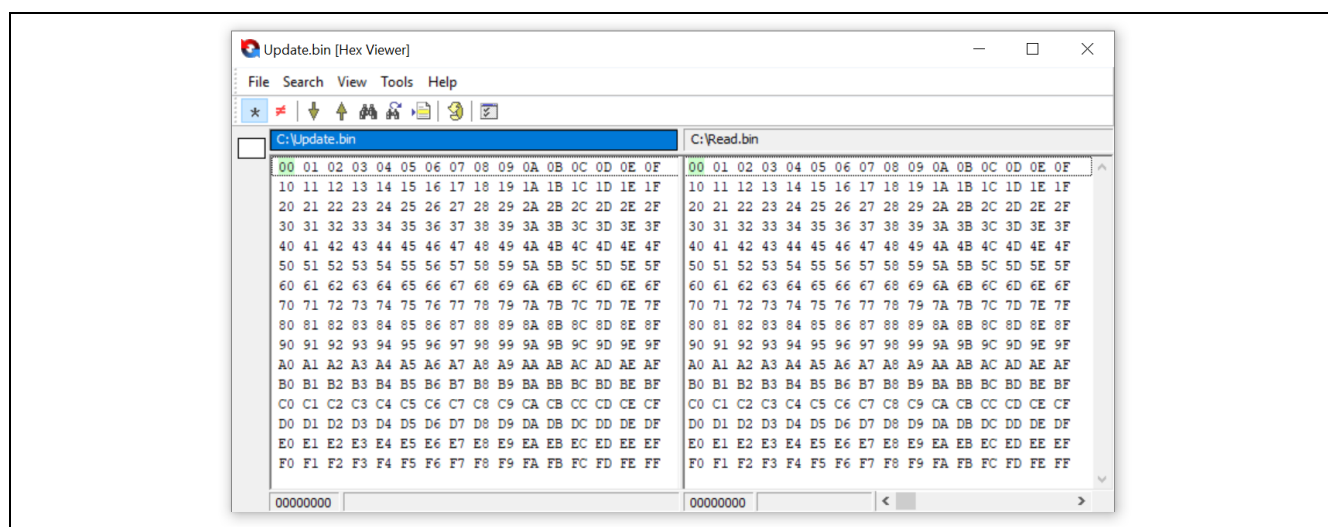 Update.bin [Hex Viewer]
File Search View Tools Help
C:\Update.bin C:\Read.bin
00 01 02 03 04 05 06 07 08 09 0A 0B 0C 0D 0E 0F 00 01 02 03 04 05 06 07 08 09 0A 0B 0C 0D 0E 0F
10 11 12 13 14 15 16 17 18 19 1A 1B 1C 1D 1E 1F 10 11 12 13 14 15 16 17 18 19 1A 1B 1C 1D 1E 1F
20 21 22 23 24 25 26 27 28 29 2A 2B 2C 2D 2E 2F 20 21 22 23 24 25 26 27 28 29 2A 2B 2C 2D 2E 2F
30 31 32 33 34 35 36 37 38 39 3A 3B 3C 3D 3E 3F 30 31 32 33 34 35 36 37 38 39 3A 3B 3C 3D 3E 3F
40 41 42 43 44 45 46 47 48 49 4A 4B 4C 4D 4E 4F 40 41 42 43 44 45 46 47 48 49 4A 4B 4C 4D 4E 4F
50 51 52 53 54 55 56 57 58 59 5A 5B 5C 5D 5E 5F 50 51 52 53 54 55 56 57 58 59 5A 5B 5C 5D 5E 5F
60 61 62 63 64 65 66 67 68 69 6A 6B 6C 6D 6E 6F 60 61 62 63 64 65 66 67 68 69 6A 6B 6C 6D 6E 6F
70 71 72 73 74 75 76 77 78 79 7A 7B 7C 7D 7E 7F 70 71 72 73 74 75 76 77 78 79 7A 7B 7C 7D 7E 7F
80 81 82 83 84 85 86 87 88 89 8A 8B 8C 8D 8E 8F 80 81 82 83 84 85 86 87 88 89 8A 8B 8C 8D 8E 8F
90 91 92 93 94 95 96 97 98 99 9A 9B 9C 9D 9E 9F 90 91 92 93 94 95 96 97 98 99 9A 9B 9C 9D 9E 9F
A0 A1 A2 A3 A4 A5 A6 A7 A8 A9 AA AB AC AD AE AF A0 A1 A2 A3 A4 A5 A6 A7 A8 A9 AA AB AC AD AE AF
B0 B1 B2 B3 B4 B5 B6 B7 B8 B9 BA BB BC BD BE BF B0 B1 B2 B3 B4 B5 B6 B7 B8 B9 BA BB BC BD BE BF
C0 C1 C2 C3 C4 C5 C6 C7 C8 C9 CA CB CC CD CE CF C0 C1 C2 C3 C4 C5 C6 C7 C8 C9 CA CB CC CD CE CF
D0 D1 D2 D3 D4 D5 D6 D7 D8 D9 DA DB DC DD DE DF D0 D1 D2 D3 D4 D5 D6 D7 D8 D9 DA DB DC DD DE DF
E0 E1 E2 E3 E4 E5 E6 E7 E8 E9 EA EB EC ED EE EF E0 E1 E2 E3 E4 E5 E6 E7 E8 E9 EA EB EC ED EE EF
F0 F1 F2 F3 F4 F5 F6 F7 F8 F9 FA FB FC FD FE FF F0 F1 F2 F3 F4 F5 F6 F7 F8 F9 FA FB FC FD FE FF
00000000 00000000